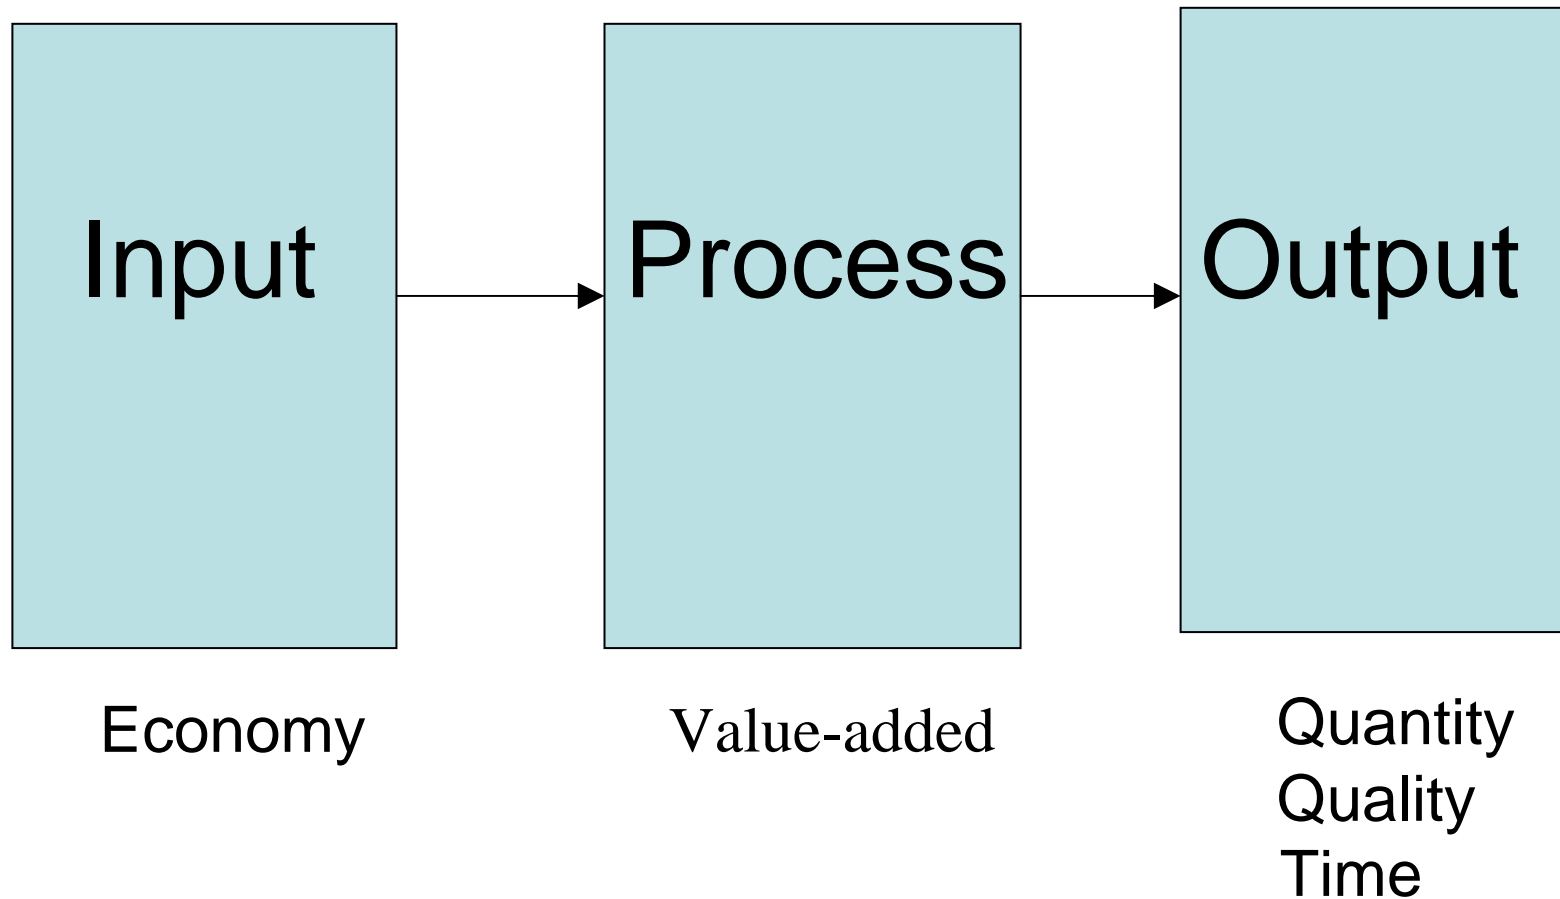 Input
Process
Output
Economy
Value-added
Quantity
Quality
Time